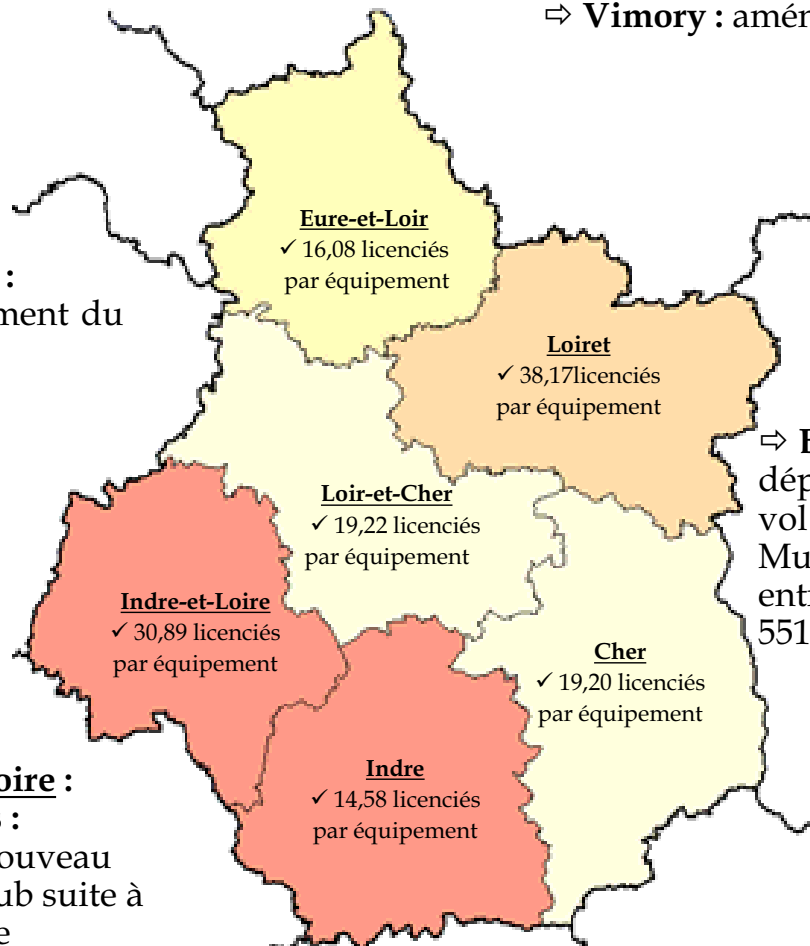 ⇨ Vimory : amér
Eure-et-Loir
✓ 16,08 licenciés
par équipement
:
ment du
Loiret
✓ 38,17licenciés
par équipement
⇨
dép
vol
Mu
ent
551
Loir-et-Cher
✓ 19,22 licenciés
par équipement
Indre-et-Loire
✓ 30,89 licenciés
par équipement
Cher
✓ 19,20 licenciés
par équipement
Indre
✓ 14,58 licenciés
par équipement
oire :
:
ouveau
ub suite à
e